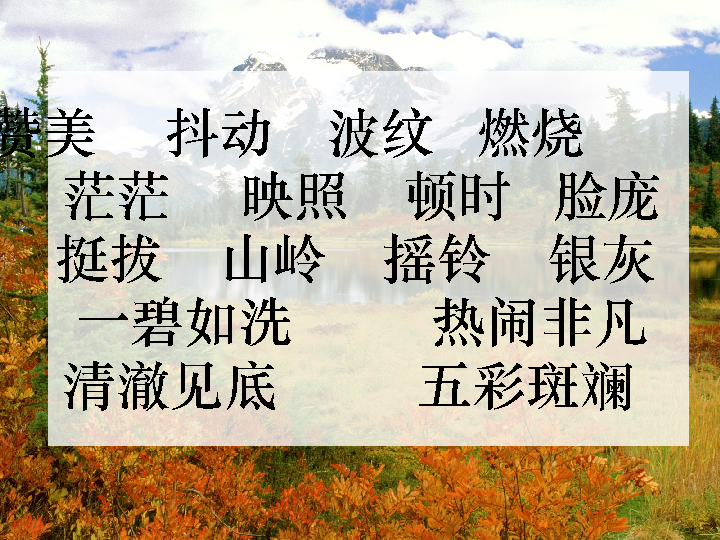 赞美 抖动 波纹 燃烧
茫茫 映照 顿时 脸庞
挺拔 山岭 摇铃 银灰
一碧如洗 热闹非凡
清澈见底 五彩斑斓